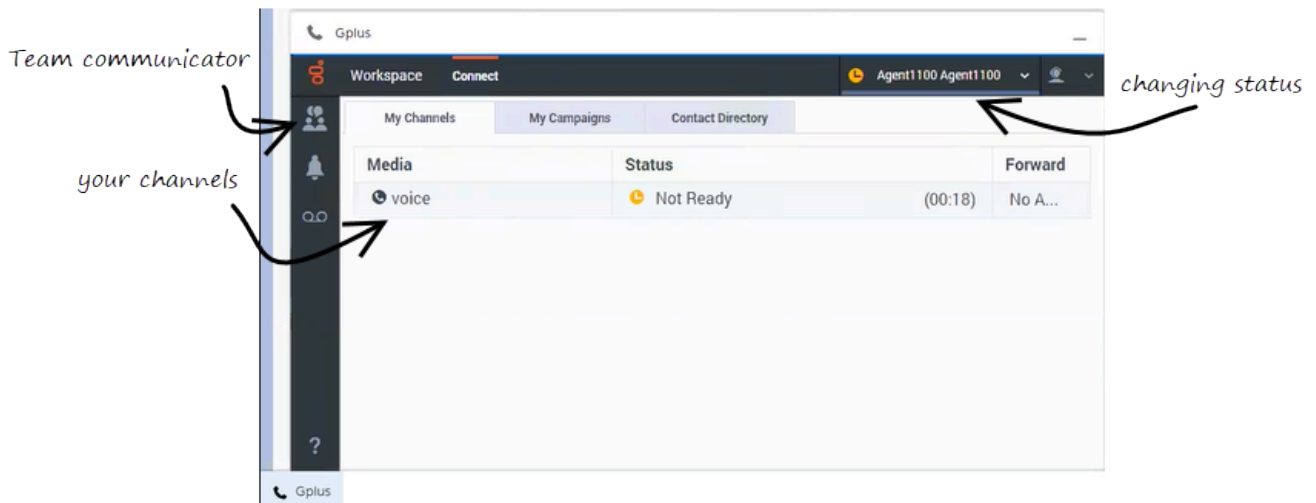 Gplus
Team communicator
Workspace Connect Agent1100 Agent1100
changing status
My Channels My Campaigns Contact Directory
your channels
Media Status Forward
voice Not Ready (00:18) No A...
?
Gplus